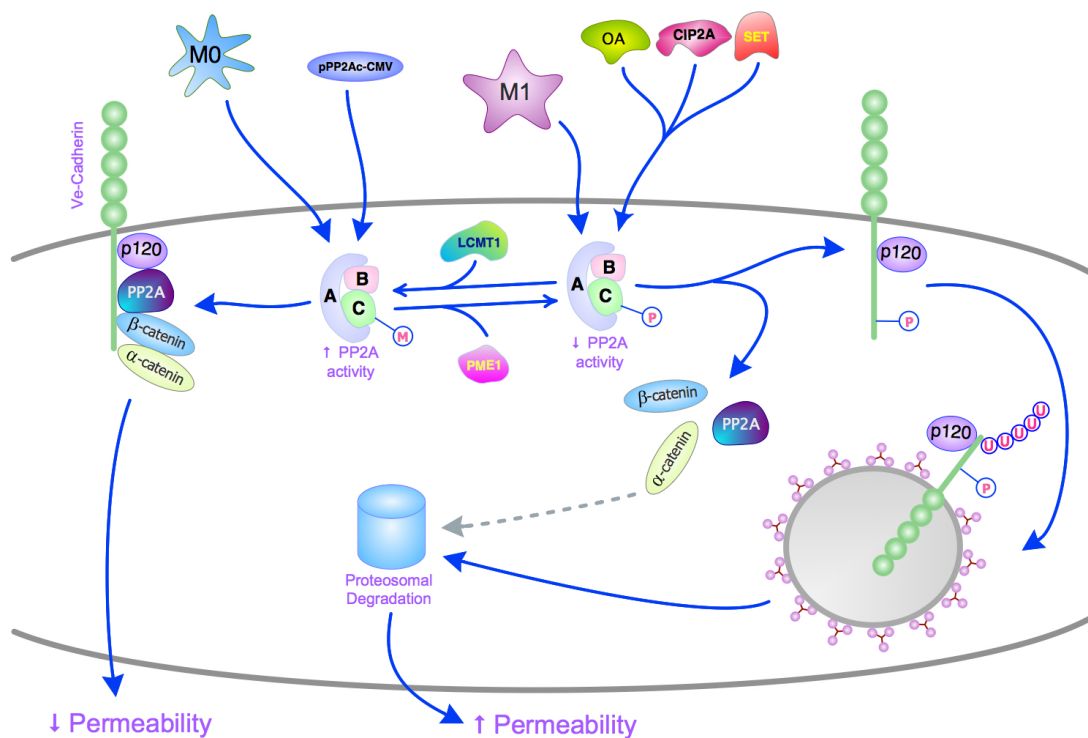 M0
pPP2Ac-CMV
M1
OA
CIP2A
SET
Ve-Cadherin
p120
PP2A
β-catenin
α-catenin
A
B
C
M
↑ PP2A
activity
LCMT1
PME1
A
B
C
P
↓ PP2A
activity
p120
P
β-catenin
PP2A
α-catenin
p120
U U U U U
P
Proteosomal
Degradation
↓ Permeability
↑ Permeability